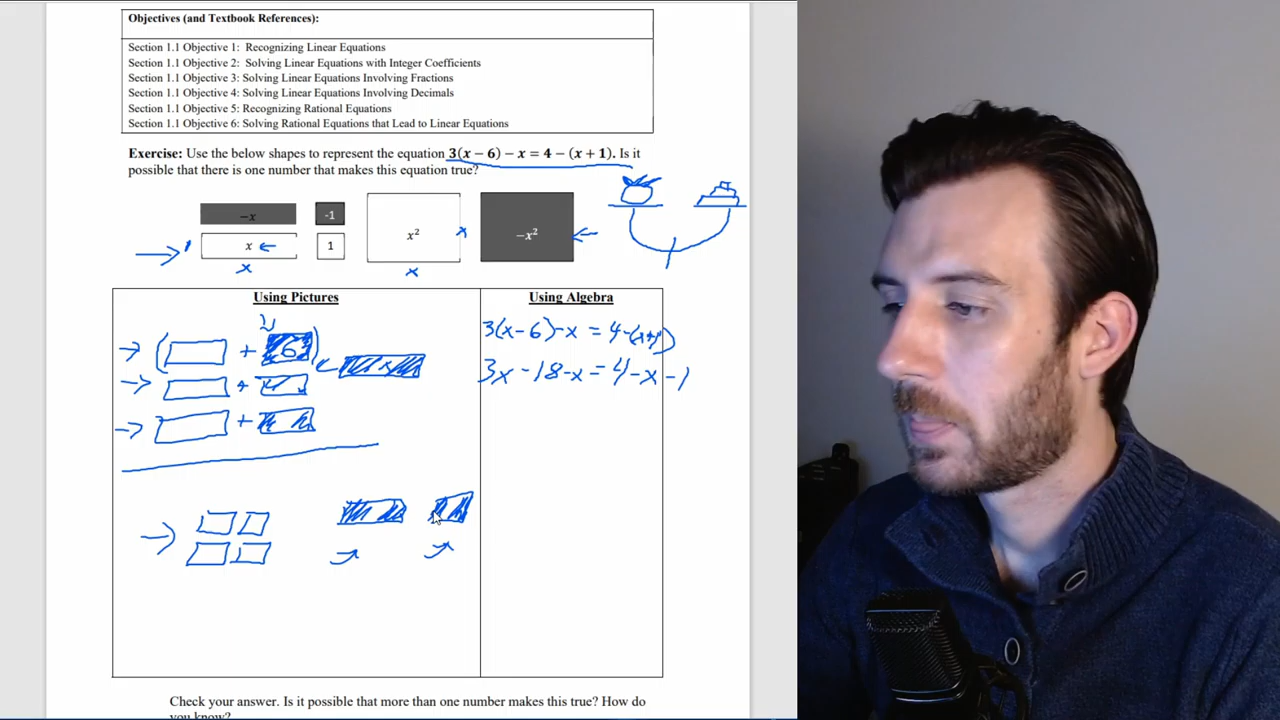 Objectives (and Textbook References):
Section 1.1 Objective 1: Recognizing Linear Equations
Section 1.1 Objective 2: Solving Linear Equations with Integer Coefficients
Section 1.1 Objective 3: Solving Linear Equations Involving Fractions
Section 1.1 Objective 4: Solving Linear Equations Involving Decimals
Section 1.1 Objective 5: Recognizing Rational Equations
Section 1.1 Objective 6: Solving Rational Equations that Lead to Linear Equations
Exercise: Use the below shapes to represent the equation 3(x − 6) − x = 4 − (x + 1). Is it
possible that there is one number that makes this equation true?
−x
-1
x
1
x²
−x²
x
x
x
Using Pictures
Using Algebra
( + 6)
+
+
3(x-6)-x = 4-(x+1)
3x-18-x=4-x-1
Check your answer. Is it possible that more than one number makes this true? How do
you know?